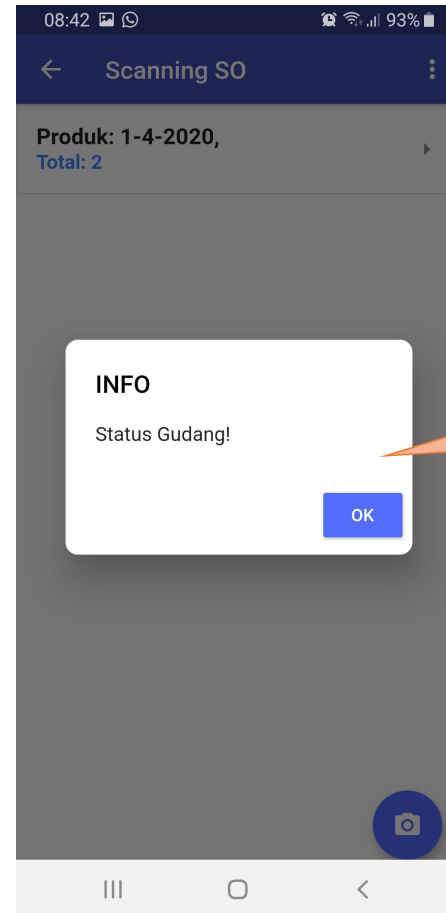 08:42 93%
Scanning SO
Produk: 1-4-2020,
Total: 2
INFO
Status Gudang!
OK